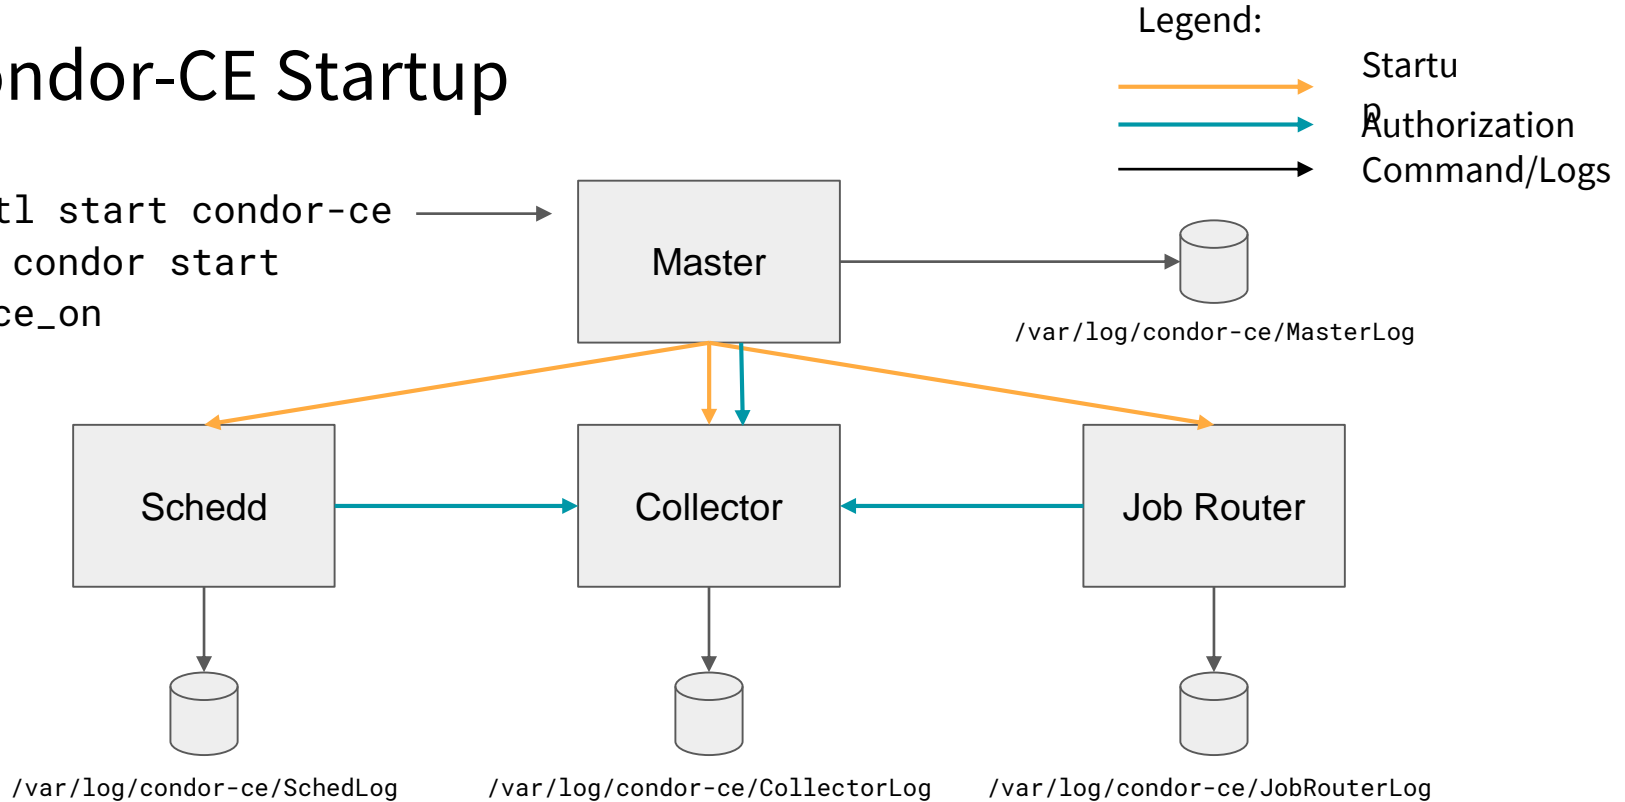 ondor-CE Startup
Legend:
Startu
p
Authorization
Command/Logs
tl start condor-ce
condor start
ce_on
Master
/var/log/condor-ce/MasterLog
Schedd
Collector
Job Router
/var/log/condor-ce/SchedLog
/var/log/condor-ce/CollectorLog
/var/log/condor-ce/JobRouterLog